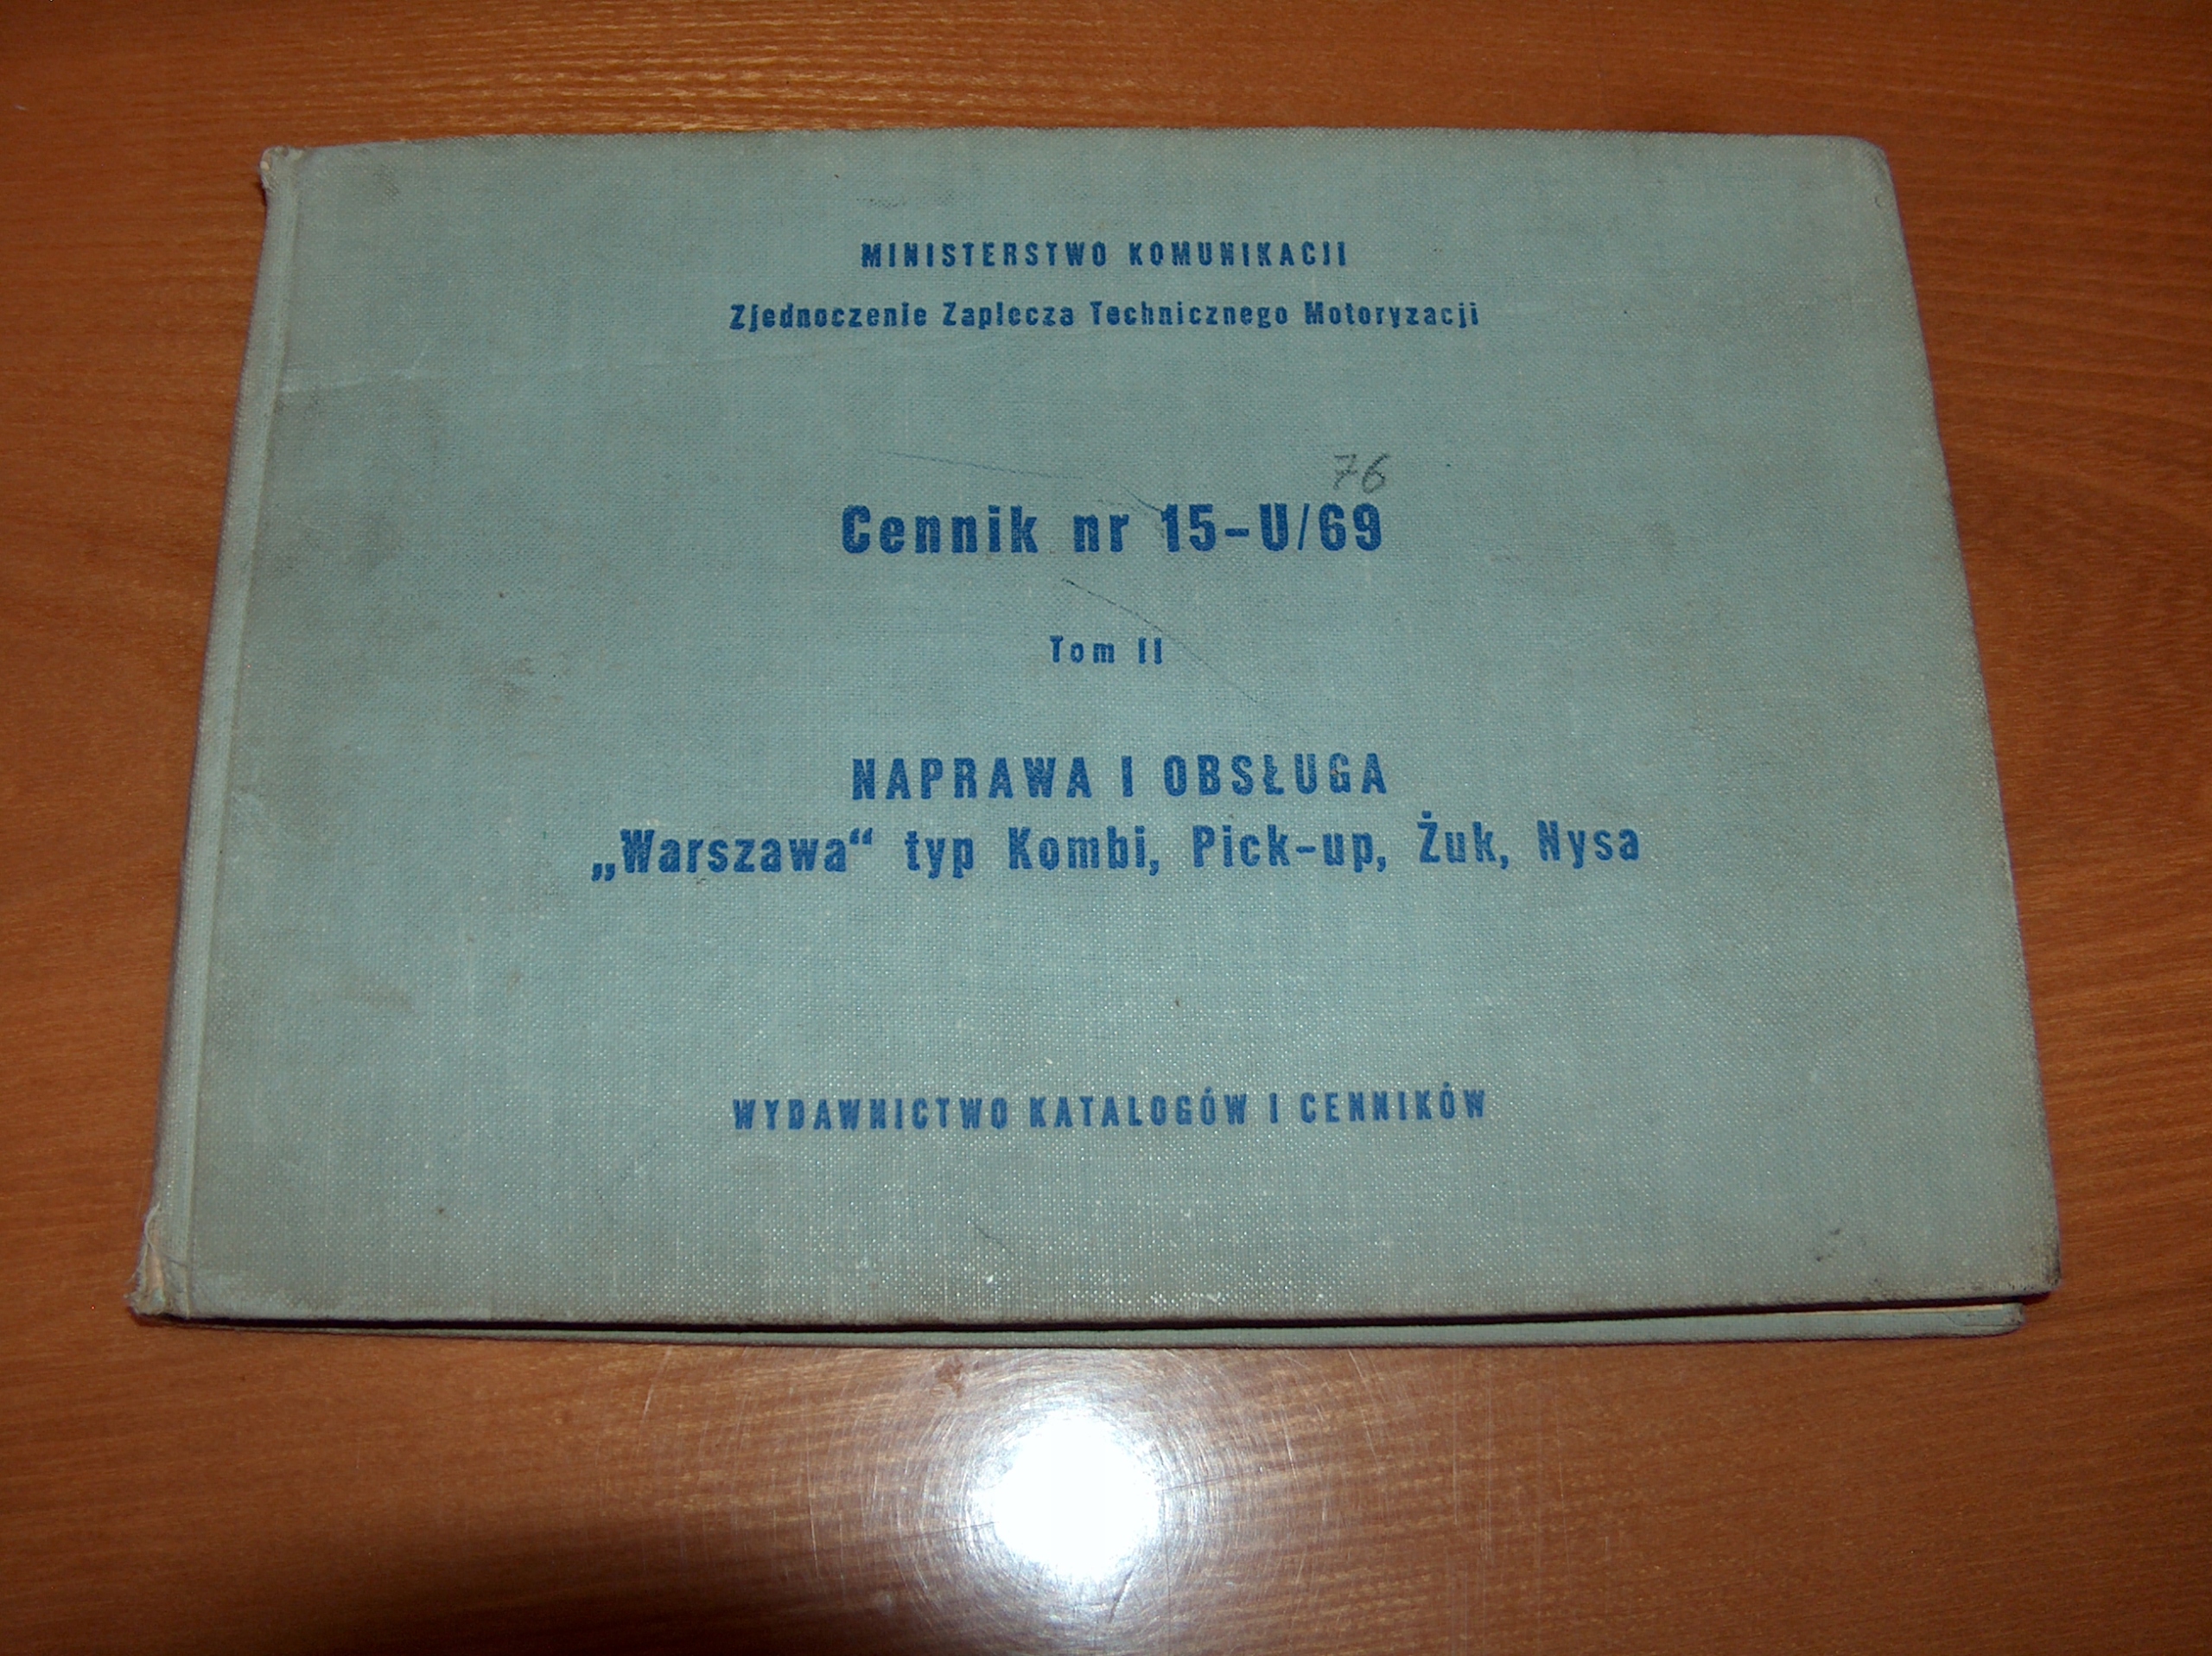 MINISTERSTWO KOMUNIKACJI
Zjednoczenie Zaplecza Technicznego Motoryzacji
76
Cennik nr 15-U/69
Tom II
NAPRAWA I OBSŁUGA
„Warszawa“ typ Kombi, Pick-up, Żuk, Nysa
WYDAWNICTWO KATALOGÓW I CENNIKÓW